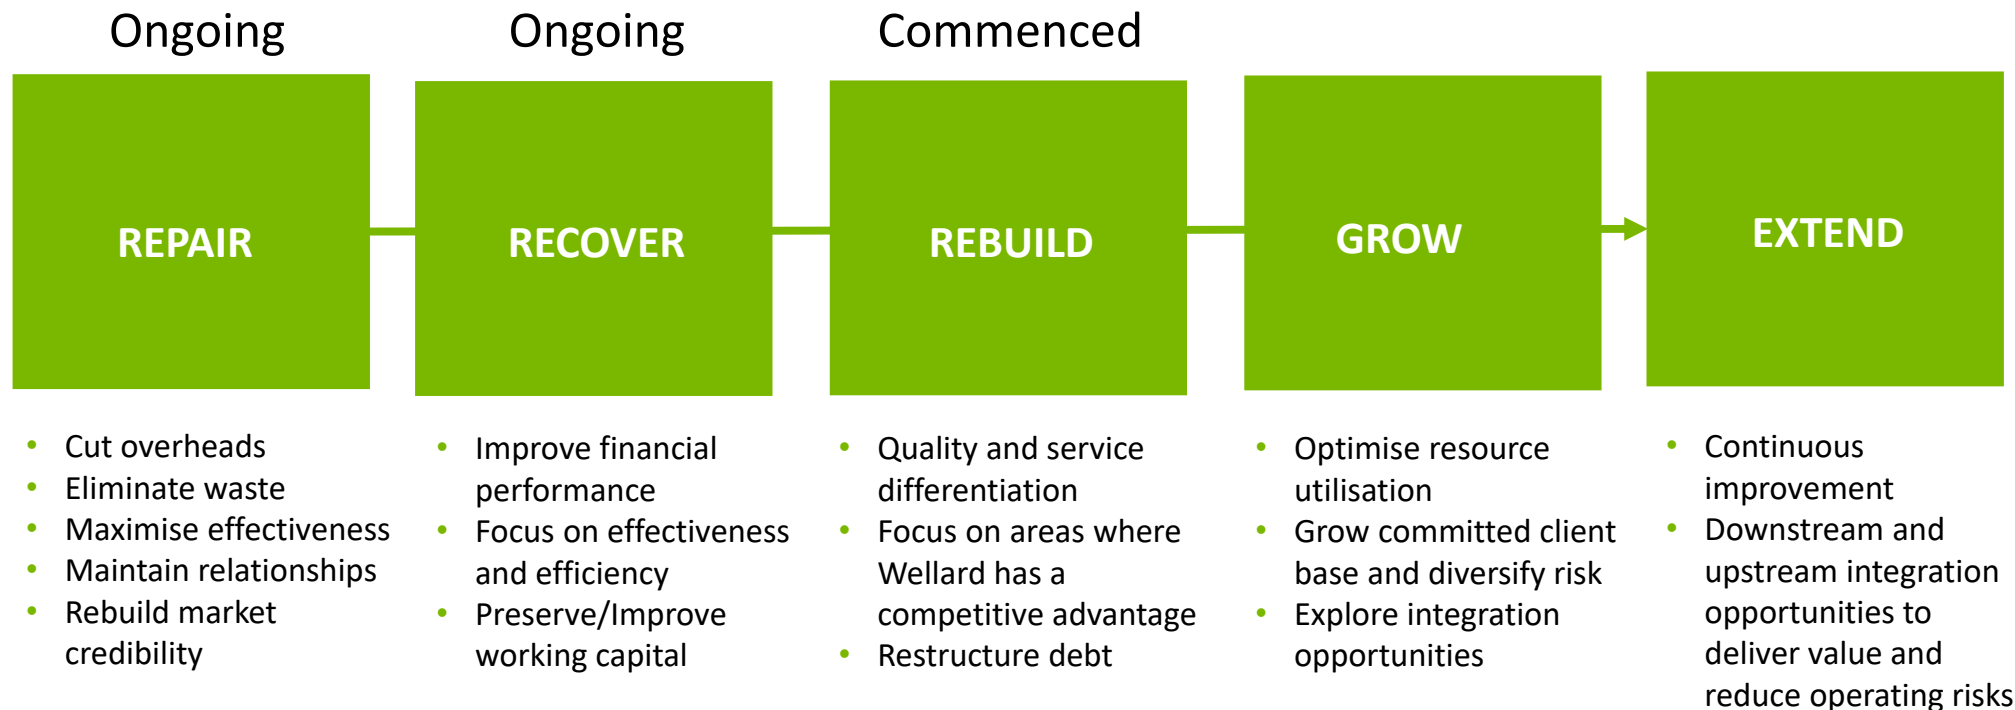 Ongoing
Ongoing
Commenced
REPAIR
RECOVER
REBUILD
GROW
EXTEND
• Cut overheads
• Eliminate waste
• Maximise effectiveness
• Maintain relationships
• Rebuild market
credibility
• Improve financial
performance
• Focus on effectiveness
and efficiency
• Preserve/Improve
working capital
• Quality and service
differentiation
• Focus on areas where
Wellard has a
competitive advantage
• Restructure debt
• Optimise resource
utilisation
• Grow committed client
base and diversify risk
• Explore integration
opportunities
• Continuous
improvement
• Downstream and
upstream integration
opportunities to
deliver value and
reduce operating risks